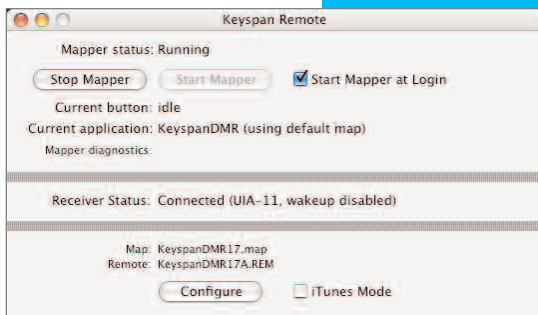 Keyspan Remote
Mapper status: Running
Stop Mapper Start Mapper Start Mapper at Login
Current button: idle
Current application: KeyspanDMR (using default map)
Mapper diagnostics:
Receiver Status: Connected (UIA-11, wakeup disabled)
Map: KeyspanDMR17.map
Remote: KeyspanDMR17A.REM
Configure iTunes Mode